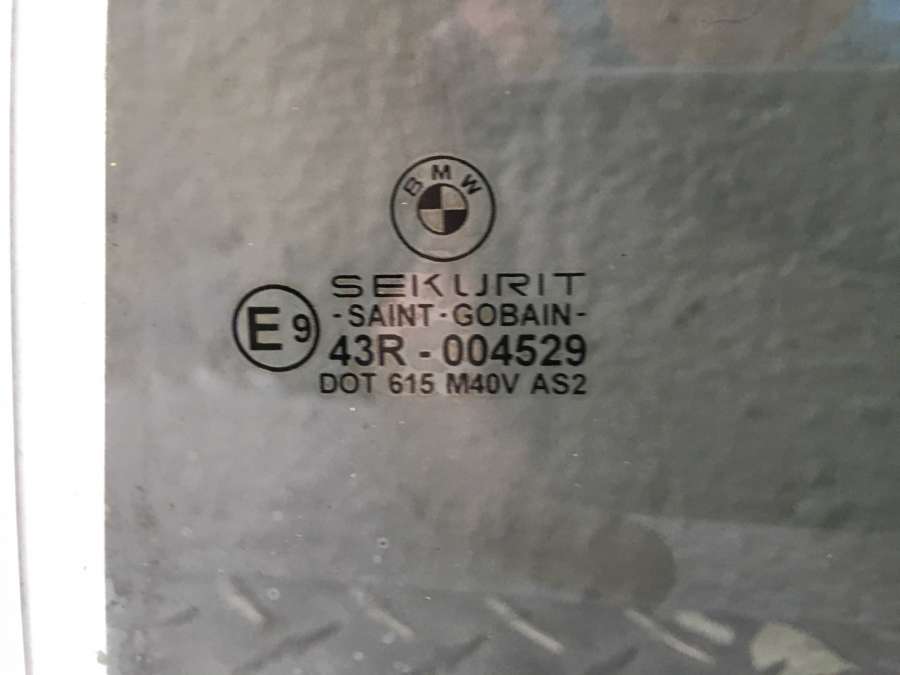 BMW
SEKURIT
-SAINT-GOBAIN-
E9
43R - 004529
DOT 615 M40V AS2